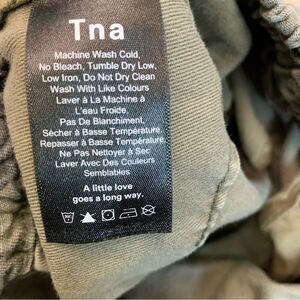 Tna
Machine Wash Cold,
No Bleach, Tumble Dry Low,
Low Iron, Do Not Dry Clean
Wash With Like Colours
Laver à La Machine à
L'eau Froide
Pas De Blanchiment,
Sécher à Basse Température,
Repasser à Basse Température,
Ne Pas Nettoyer à Sec
Laver Avec Des Couleurs
Semblables
A little love
goes a long way.